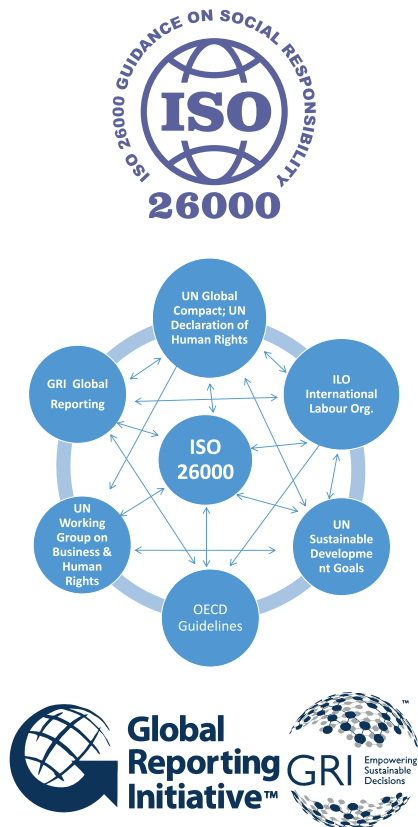 ISO 26000 GUIDANCE ON SOCIAL RESPONSIBILITY
ISO
26000
UN Global
Compact; UN
Declaration of
Human Rights
GRI Global
Reporting
ILO
International
Labour Org.
ISO
26000
UN
Working
Group on
Business &
Human
Rights
UN
Sustainable
Developme
nt Goals
OECD
Guidelines
Global
Reporting
Initiative™
™
GRI
Empowering
Sustainable
Decisions